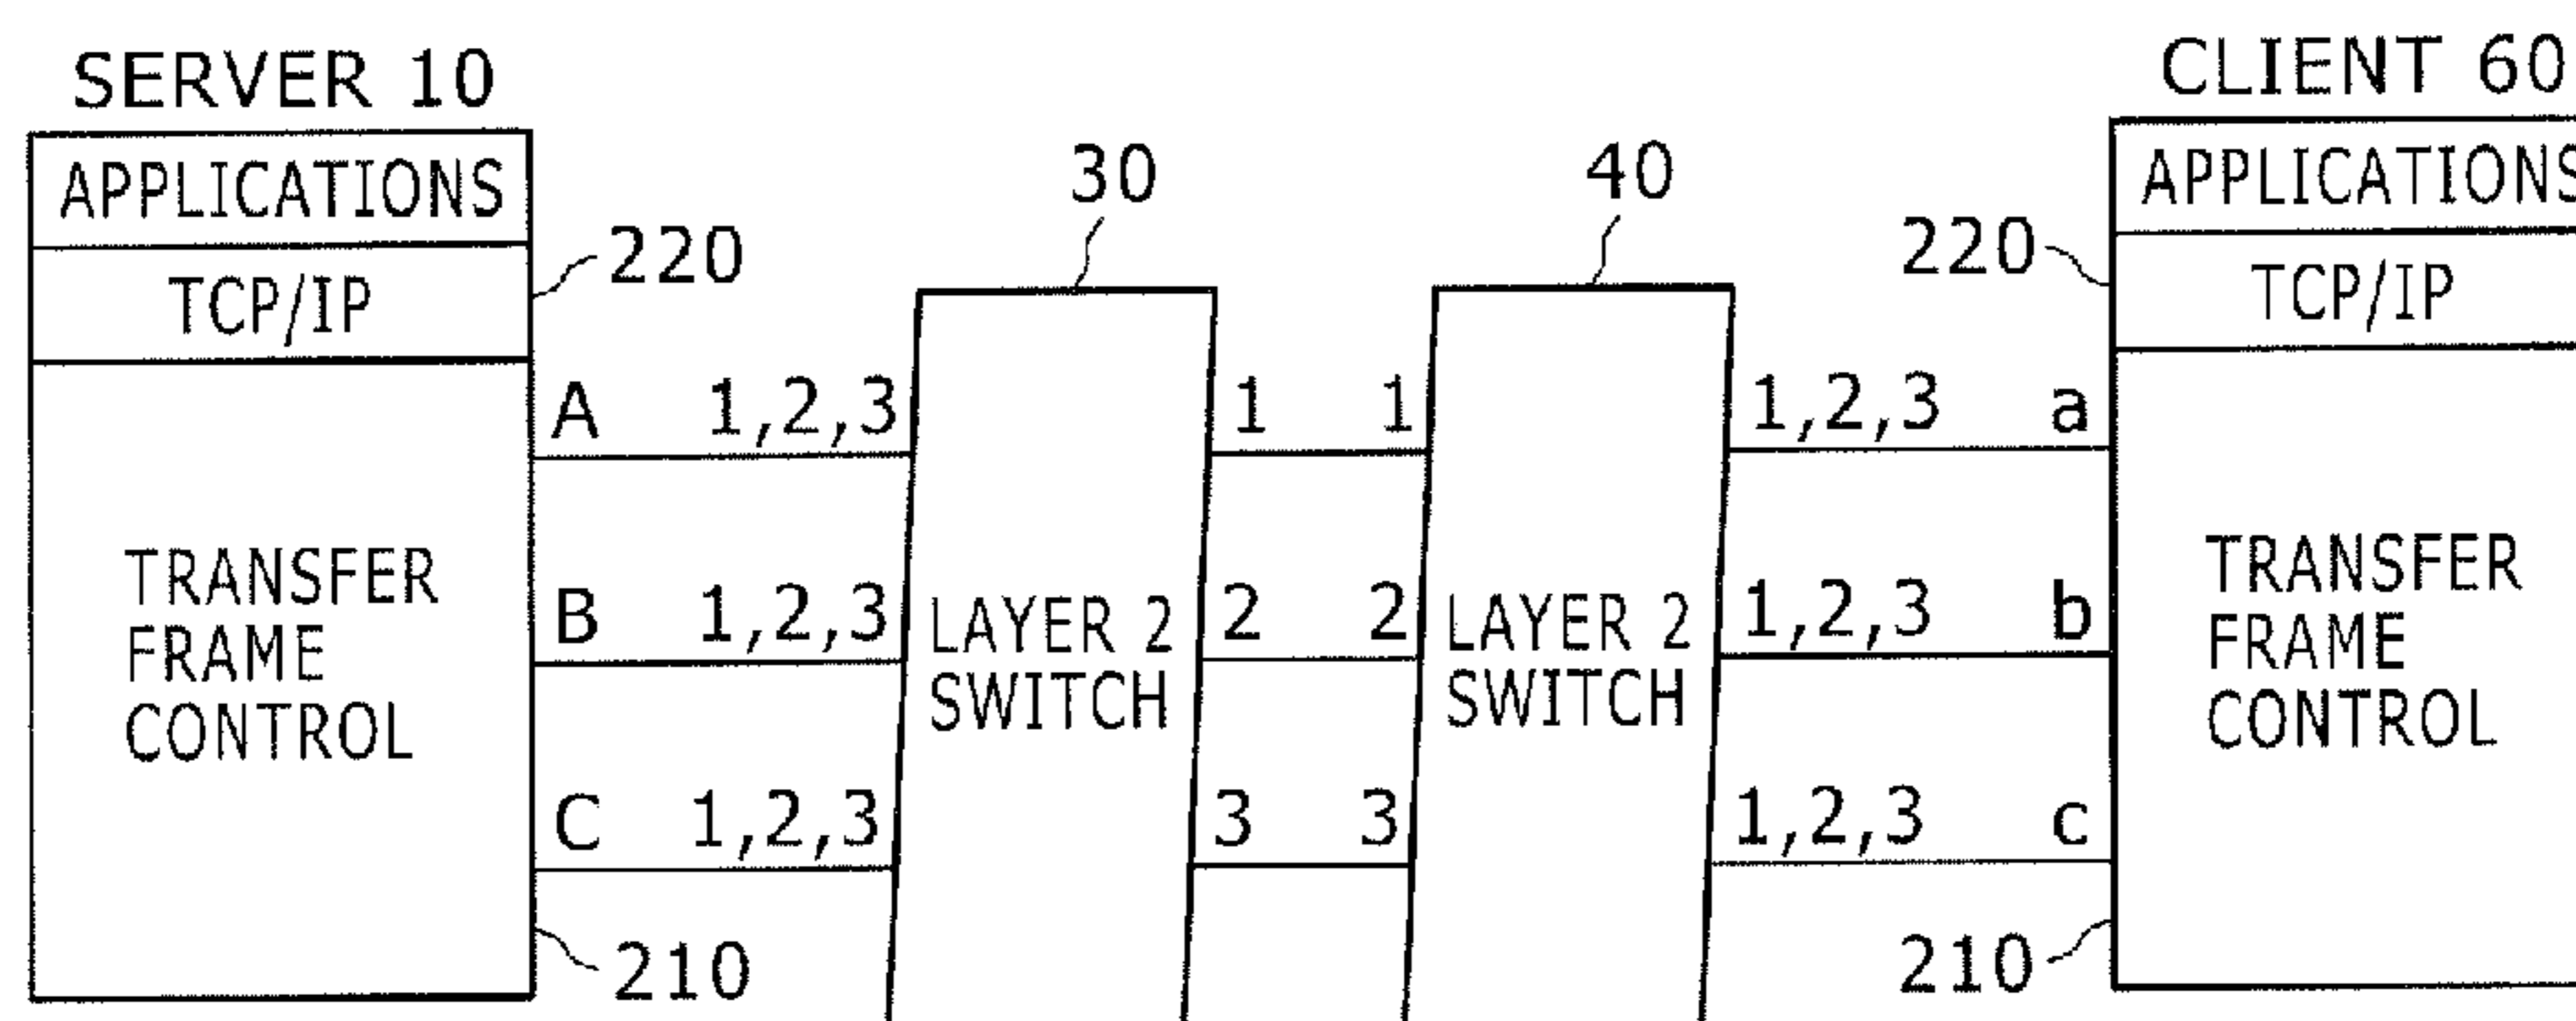 SERVER 10
CLIENT 60
APPLICATIONS
30
40
APPLICATIONS
220
220
TCP/IP
TCP/IP
A 1,2,3
1 1
1,2,3 a
TRANSFER
FRAME
CONTROL
B 1,2,3
LAYER 2
SWITCH
2 2
LAYER 2
SWITCH
1,2,3 b
TRANSFER
FRAME
CONTROL
C 1,2,3
3 3
1,2,3 c
210
210